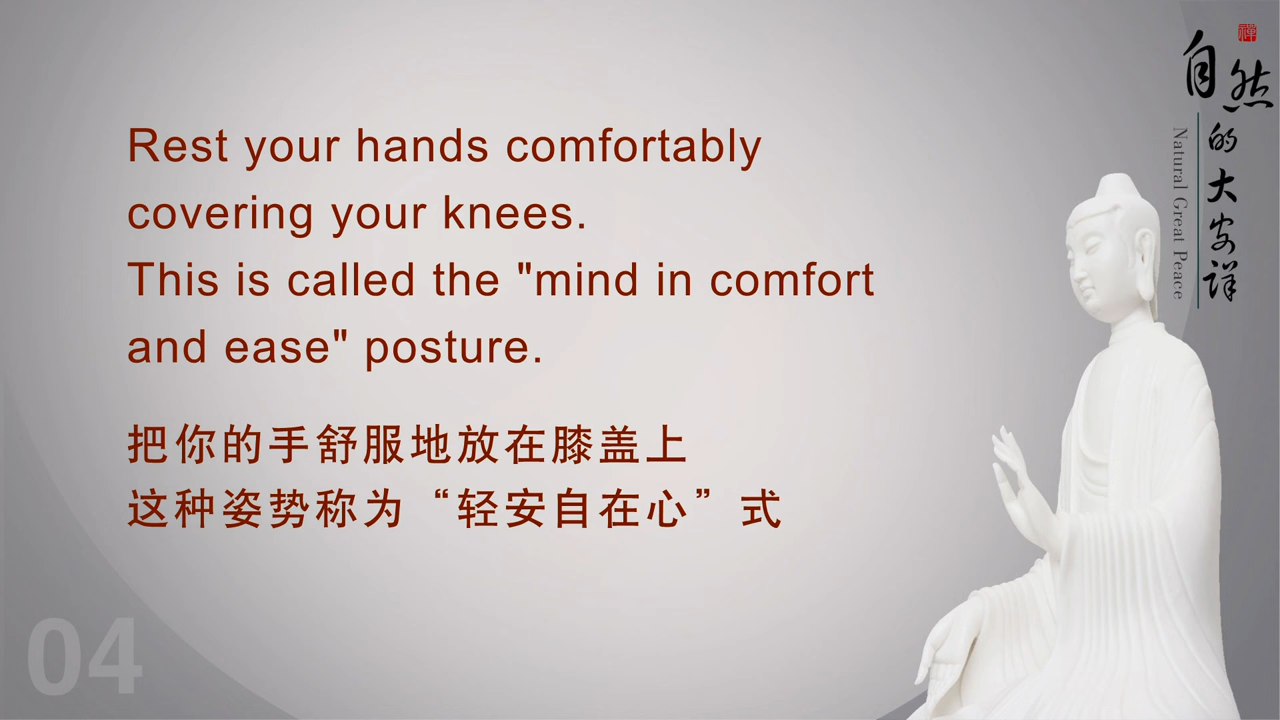 Rest your hands comfortably
covering your knees.
This is called the "mind in comfort
and ease" posture.
把你的手舒服地放在膝盖上
这种姿势称为“轻安自在心”式
04
自然的大安详
Natural Great Peace
禅